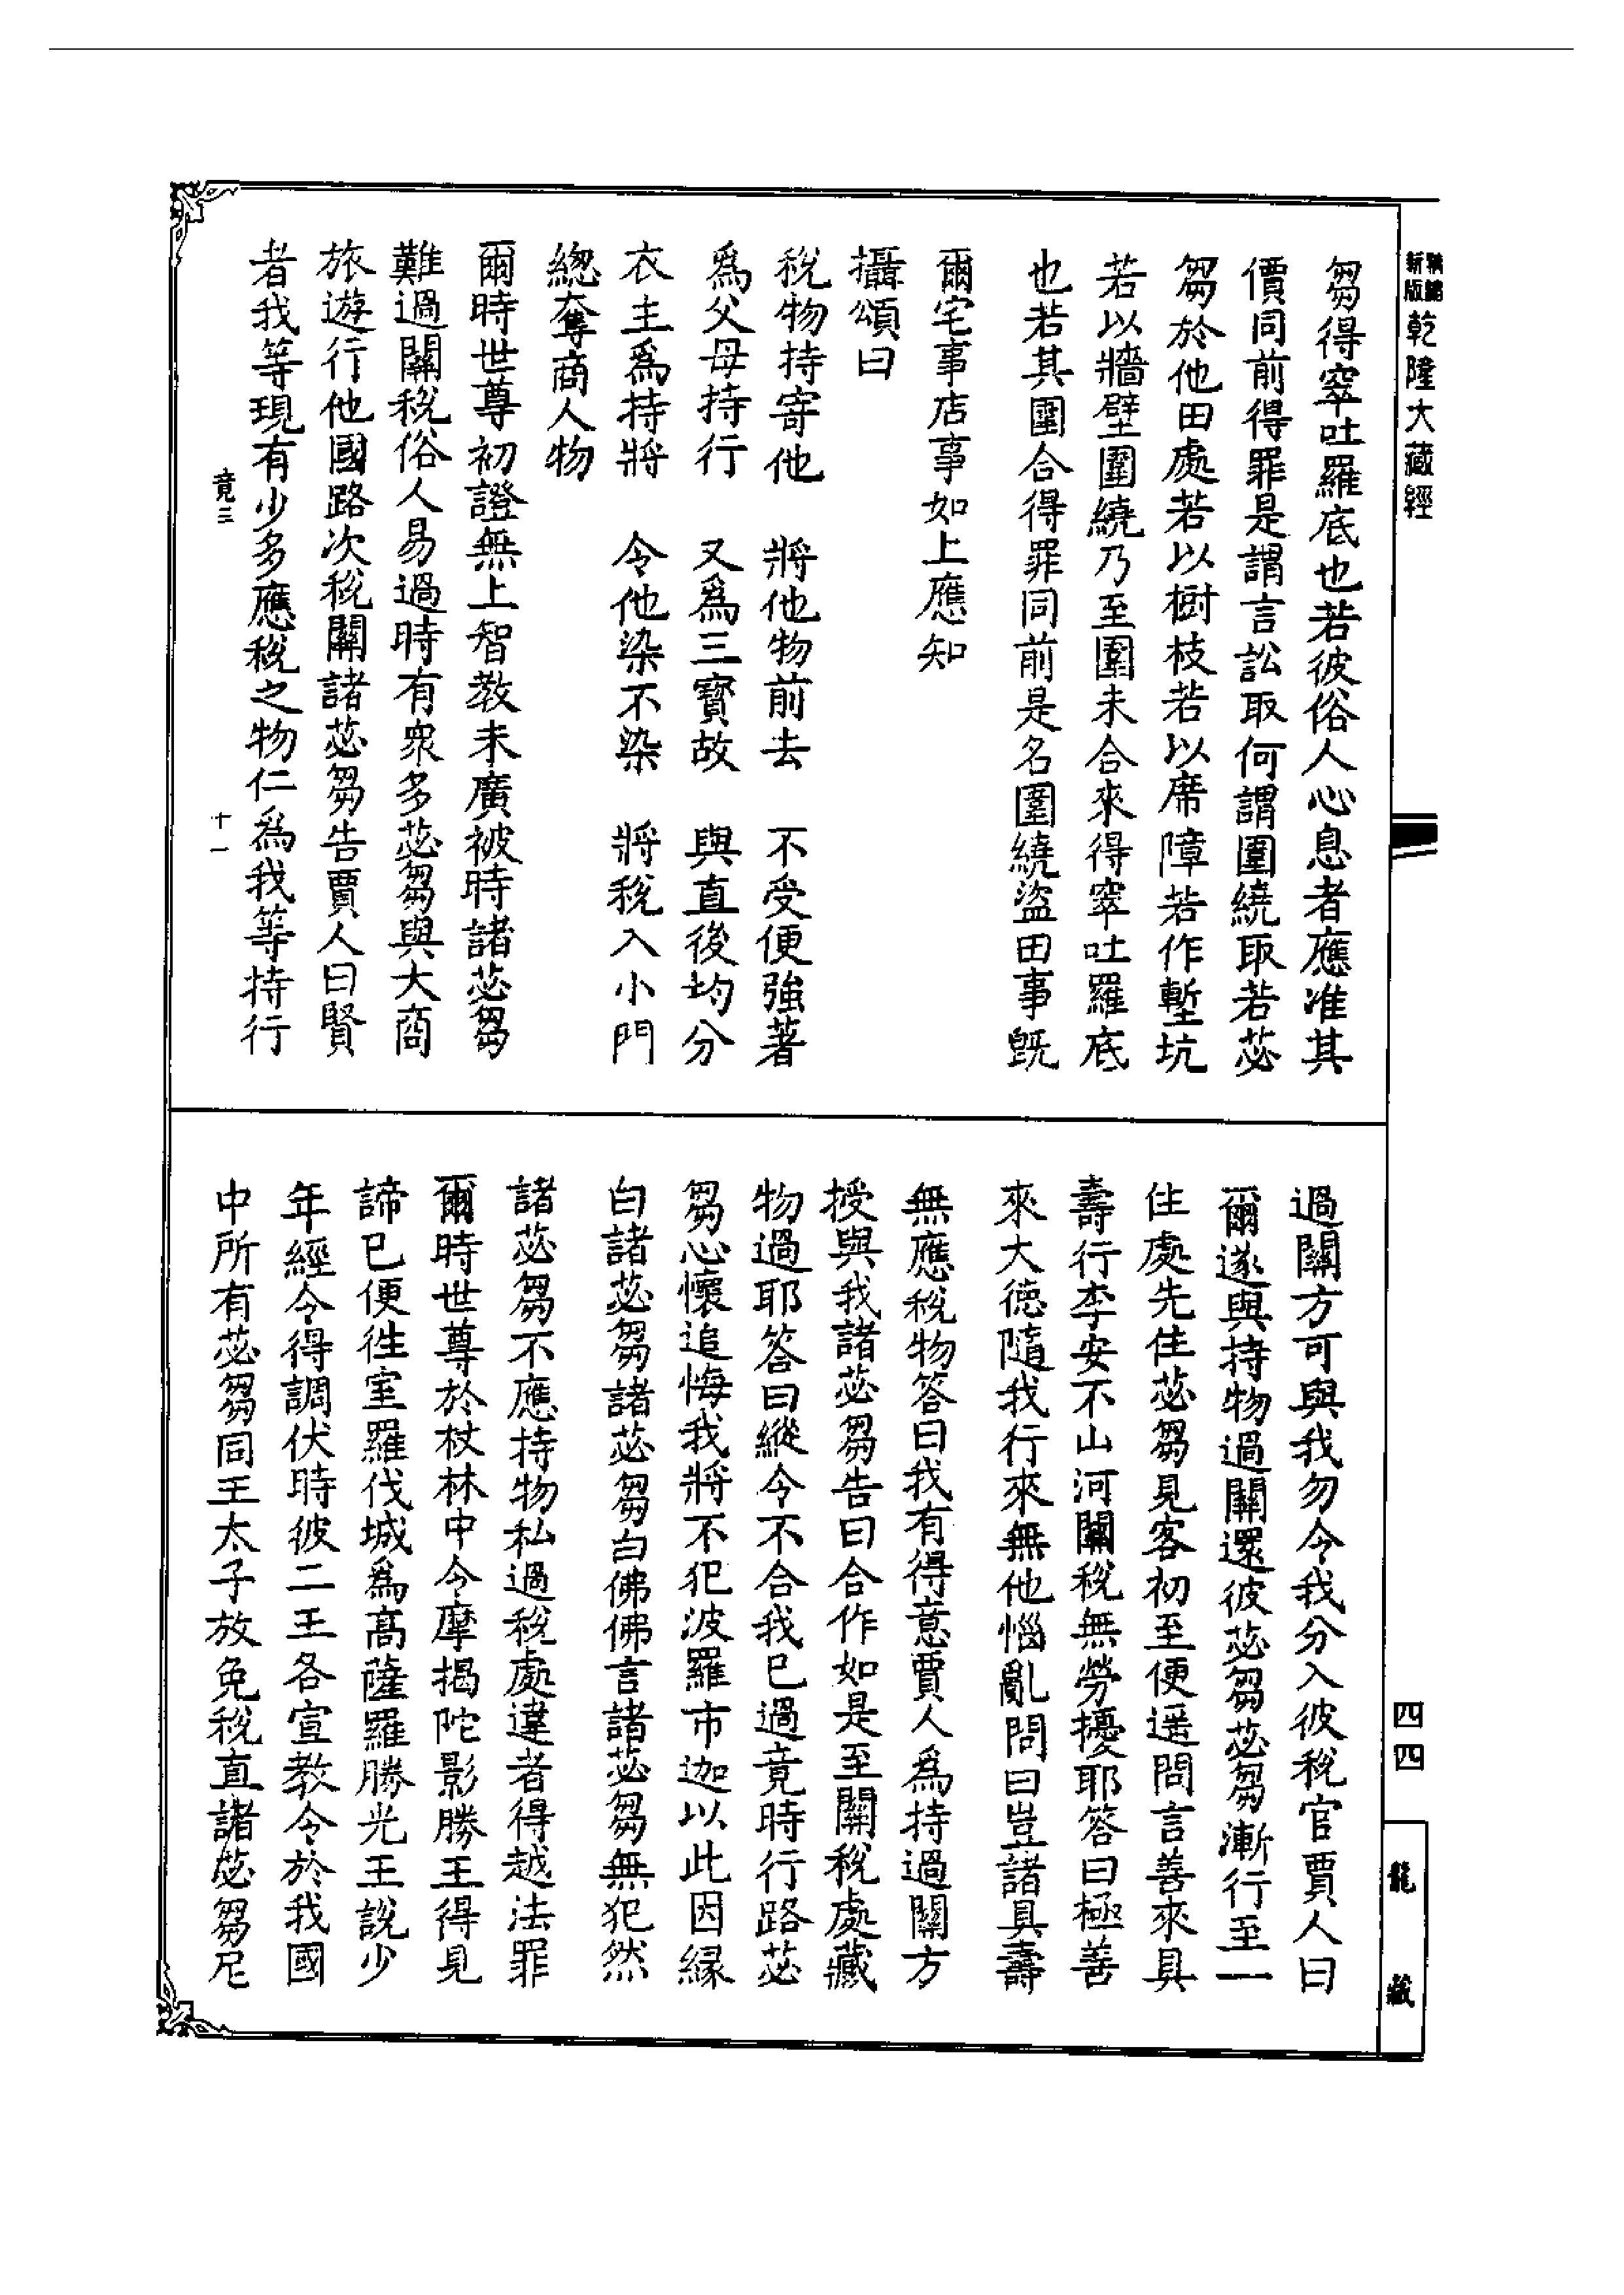 新編
新版
乾隆大藏經
芻得窣吐羅底也若彼俗人心息者應准其
價同前得罪是謂言訟取何謂圍繞取若苾
芻於他田處若以樹枝若以席障若作塹坑
若以牆壁圍繞乃至圍未合來得窣吐羅底
也若其圍合得罪同前是名圍繞盜田事既
爾宅事店事如上應知
攝頌曰
稅物持寄他　將他物前去　不受便強著
為父母持行　又為三寶故　與直後均分
衣主為持將　令他染不染　將稅入小門
總奪商人物
爾時世尊初證無上智教未廣被時諸苾芻
難過關稅俗人易過時有衆多苾芻與大商
旅遊行他國路次稅關諸苾芻告賈人曰賢
者我等現有少多應稅之物仁為我等持行
竟三
十一
過關方可與我勿令我分入彼稅官賈人曰
爾遂與持物過關還彼苾芻苾芻漸行至一
住處先住苾芻見客初至便遥問言善來具
壽行李安不山河關稅無勞擾耶答曰極善
來大德隨我行來無他惱亂問曰豈諸具壽
無應稅物答曰我有得意賈人為持過關方
授與我諸苾芻告曰合作如是至關稅處藏
物過耶答曰縱令不合我已過竟時行路苾
芻心懷追悔我將不犯波羅市迦以此因緣
白諸苾芻諸苾芻白佛佛言諸苾芻無犯然
諸苾芻不應持物私過稅處違者得越法罪
爾時世尊於杖林中令摩揭陀影勝王得見
諦已便往室羅伐城為高薩羅勝光王說少
年經令得調伏時彼二王各宣教令於我國
中所有苾芻同王太子放免稅直諸苾芻尼
四四
龍藏